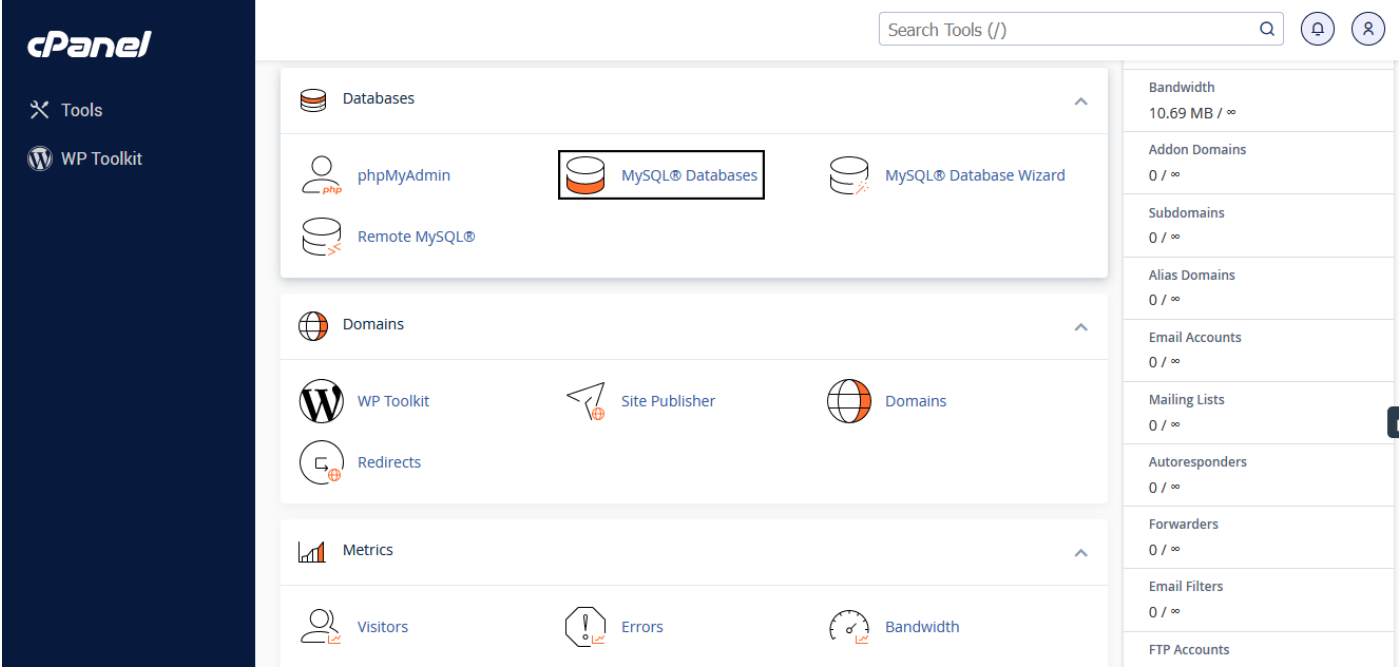 cPanel
Search Tools (/)
Tools
WP Toolkit
Databases
phpMyAdmin
php
MySQL® Databases
MySQL® Database Wizard
Remote MySQL®
Domains
WP Toolkit
Site Publisher
Domains
Redirects
Metrics
Visitors
Errors
Bandwidth
Bandwidth
10.69 MB / ∞
Addon Domains
0 / ∞
Subdomains
0 / ∞
Alias Domains
0 / ∞
Email Accounts
0 / ∞
Mailing Lists
0 / ∞
Autoresponders
0 / ∞
Forwarders
0 / ∞
Email Filters
0 / ∞
FTP Accounts